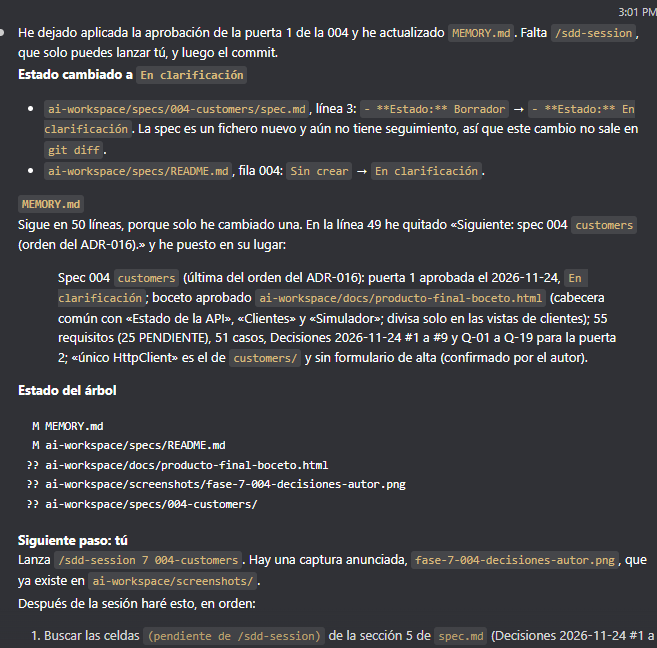 3:01 PM
He dejado aplicada la aprobación de la puerta 1 de la 004 y he actualizado MEMORY.md. Falta /sdd-session,
que solo puedes lanzar tú, y luego el commit.
Estado cambiado a En clarificación
ai-workspace/specs/004-customers/spec.md, línea 3: - **Estado:** Borrador → - **Estado:** En
clarificación. La spec es un fichero nuevo y aún no tiene seguimiento, así que este cambio no sale en
git diff.
ai-workspace/specs/README.md, fila 004: Sin crear → En clarificación.
MEMORY.md
Sigue en 50 líneas, porque solo he cambiado una. En la línea 49 he quitado «Siguiente: spec 004 customers
(orden del ADR-016).» y he puesto en su lugar:
Spec 004 customers (última del orden del ADR-016): puerta 1 aprobada el 2026-11-24, En
clarificación; boceto aprobado ai-workspace/docs/producto-final-boceto.html (cabecera
común con «Estado de la API», «Clientes» y «Simulador»; divisa solo en las vistas de clientes); 55
requisitos (25 PENDIENTE), 51 casos, Decisiones 2026-11-24 #1 a #9 y Q-01 a Q-19 para la puerta
2; «único HttpClient» es el de customers/ y sin formulario de alta (confirmado por el autor).
Estado del árbol
M MEMORY.md
M ai-workspace/specs/README.md
?? ai-workspace/docs/producto-final-boceto.html
?? ai-workspace/screenshots/fase-7-004-decisiones-autor.png
?? ai-workspace/specs/004-customers/
Siguiente paso: tú
Lanza /sdd-session 7 004-customers. Hay una captura anunciada, fase-7-004-decisiones-autor.png, que
ya existe en ai-workspace/screenshots/.
Después de la sesión haré esto, en orden:
1. Buscar las celdas (pendiente de /sdd-session) de la sección 5 de spec.md (Decisiones 2026-11-24 #1 a